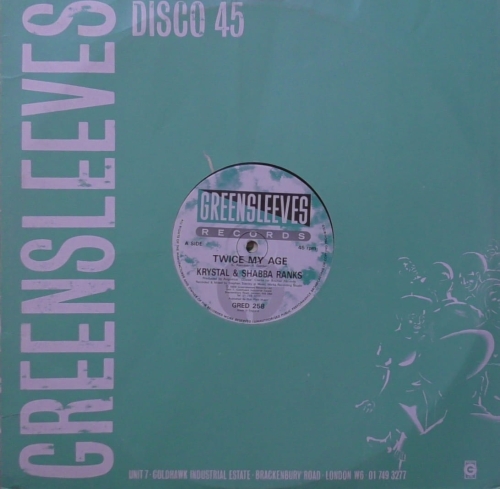 GREENSLEEVES
DISCO 45
GREENSLEEVES
RECORDS
TWICE MY AGE
KRYSTAL & SHABBA RANKS
GRED 258
UNIT 7 · GOLDHAWK INDUSTRIAL ESTATE · BRACKENBURY ROAD · LONDON W6 · 01 749 3277